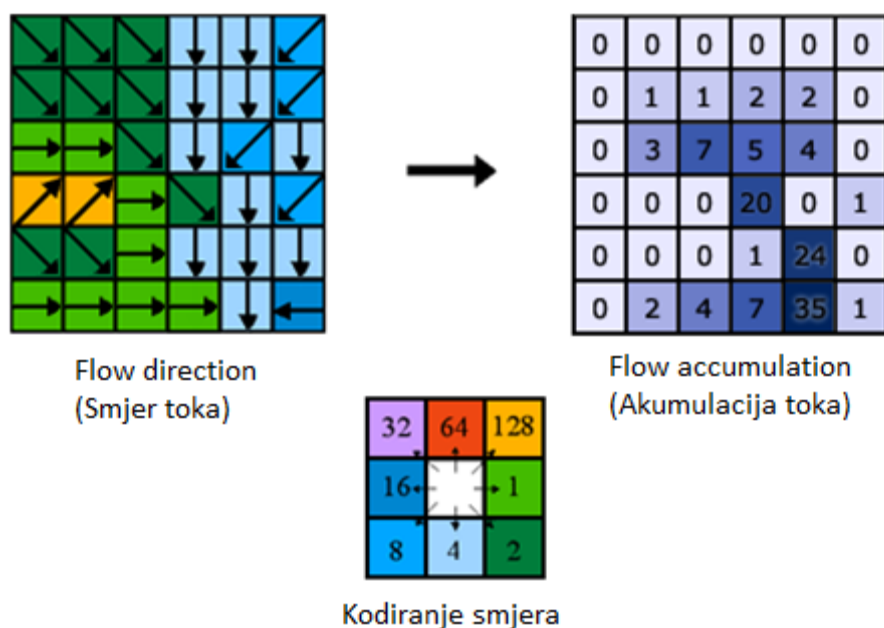 0 0 0 0 0 0
0 1 1 2 2 0
0 3 7 5 4 0
0 0 0 20 0 1
0 0 0 1 24 0
0 2 4 7 35 1
Flow direction
(Smjer toka)
Flow accumulation
(Akumulacija toka)
32 64 128
16 1
8 4 2
Kodiranje smjera